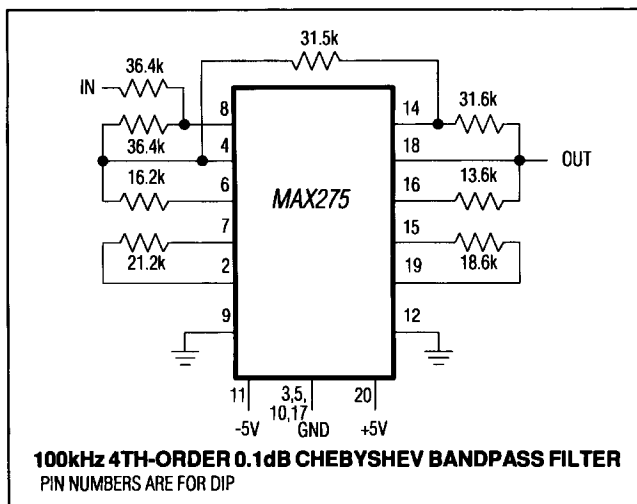 31.5k
36.4k
IN
8
14
31.6k
36.4k
4
18
OUT
16.2k
6
MAX275
16
13.6k
7
15
21.2k
2
18.6k
19
9
12
11
3,5,
10,17
20
-5V
GND
+5V
100kHz 4TH-ORDER 0.1dB CHEBYSHEV BANDPASS FILTER
PIN NUMBERS ARE FOR DIP